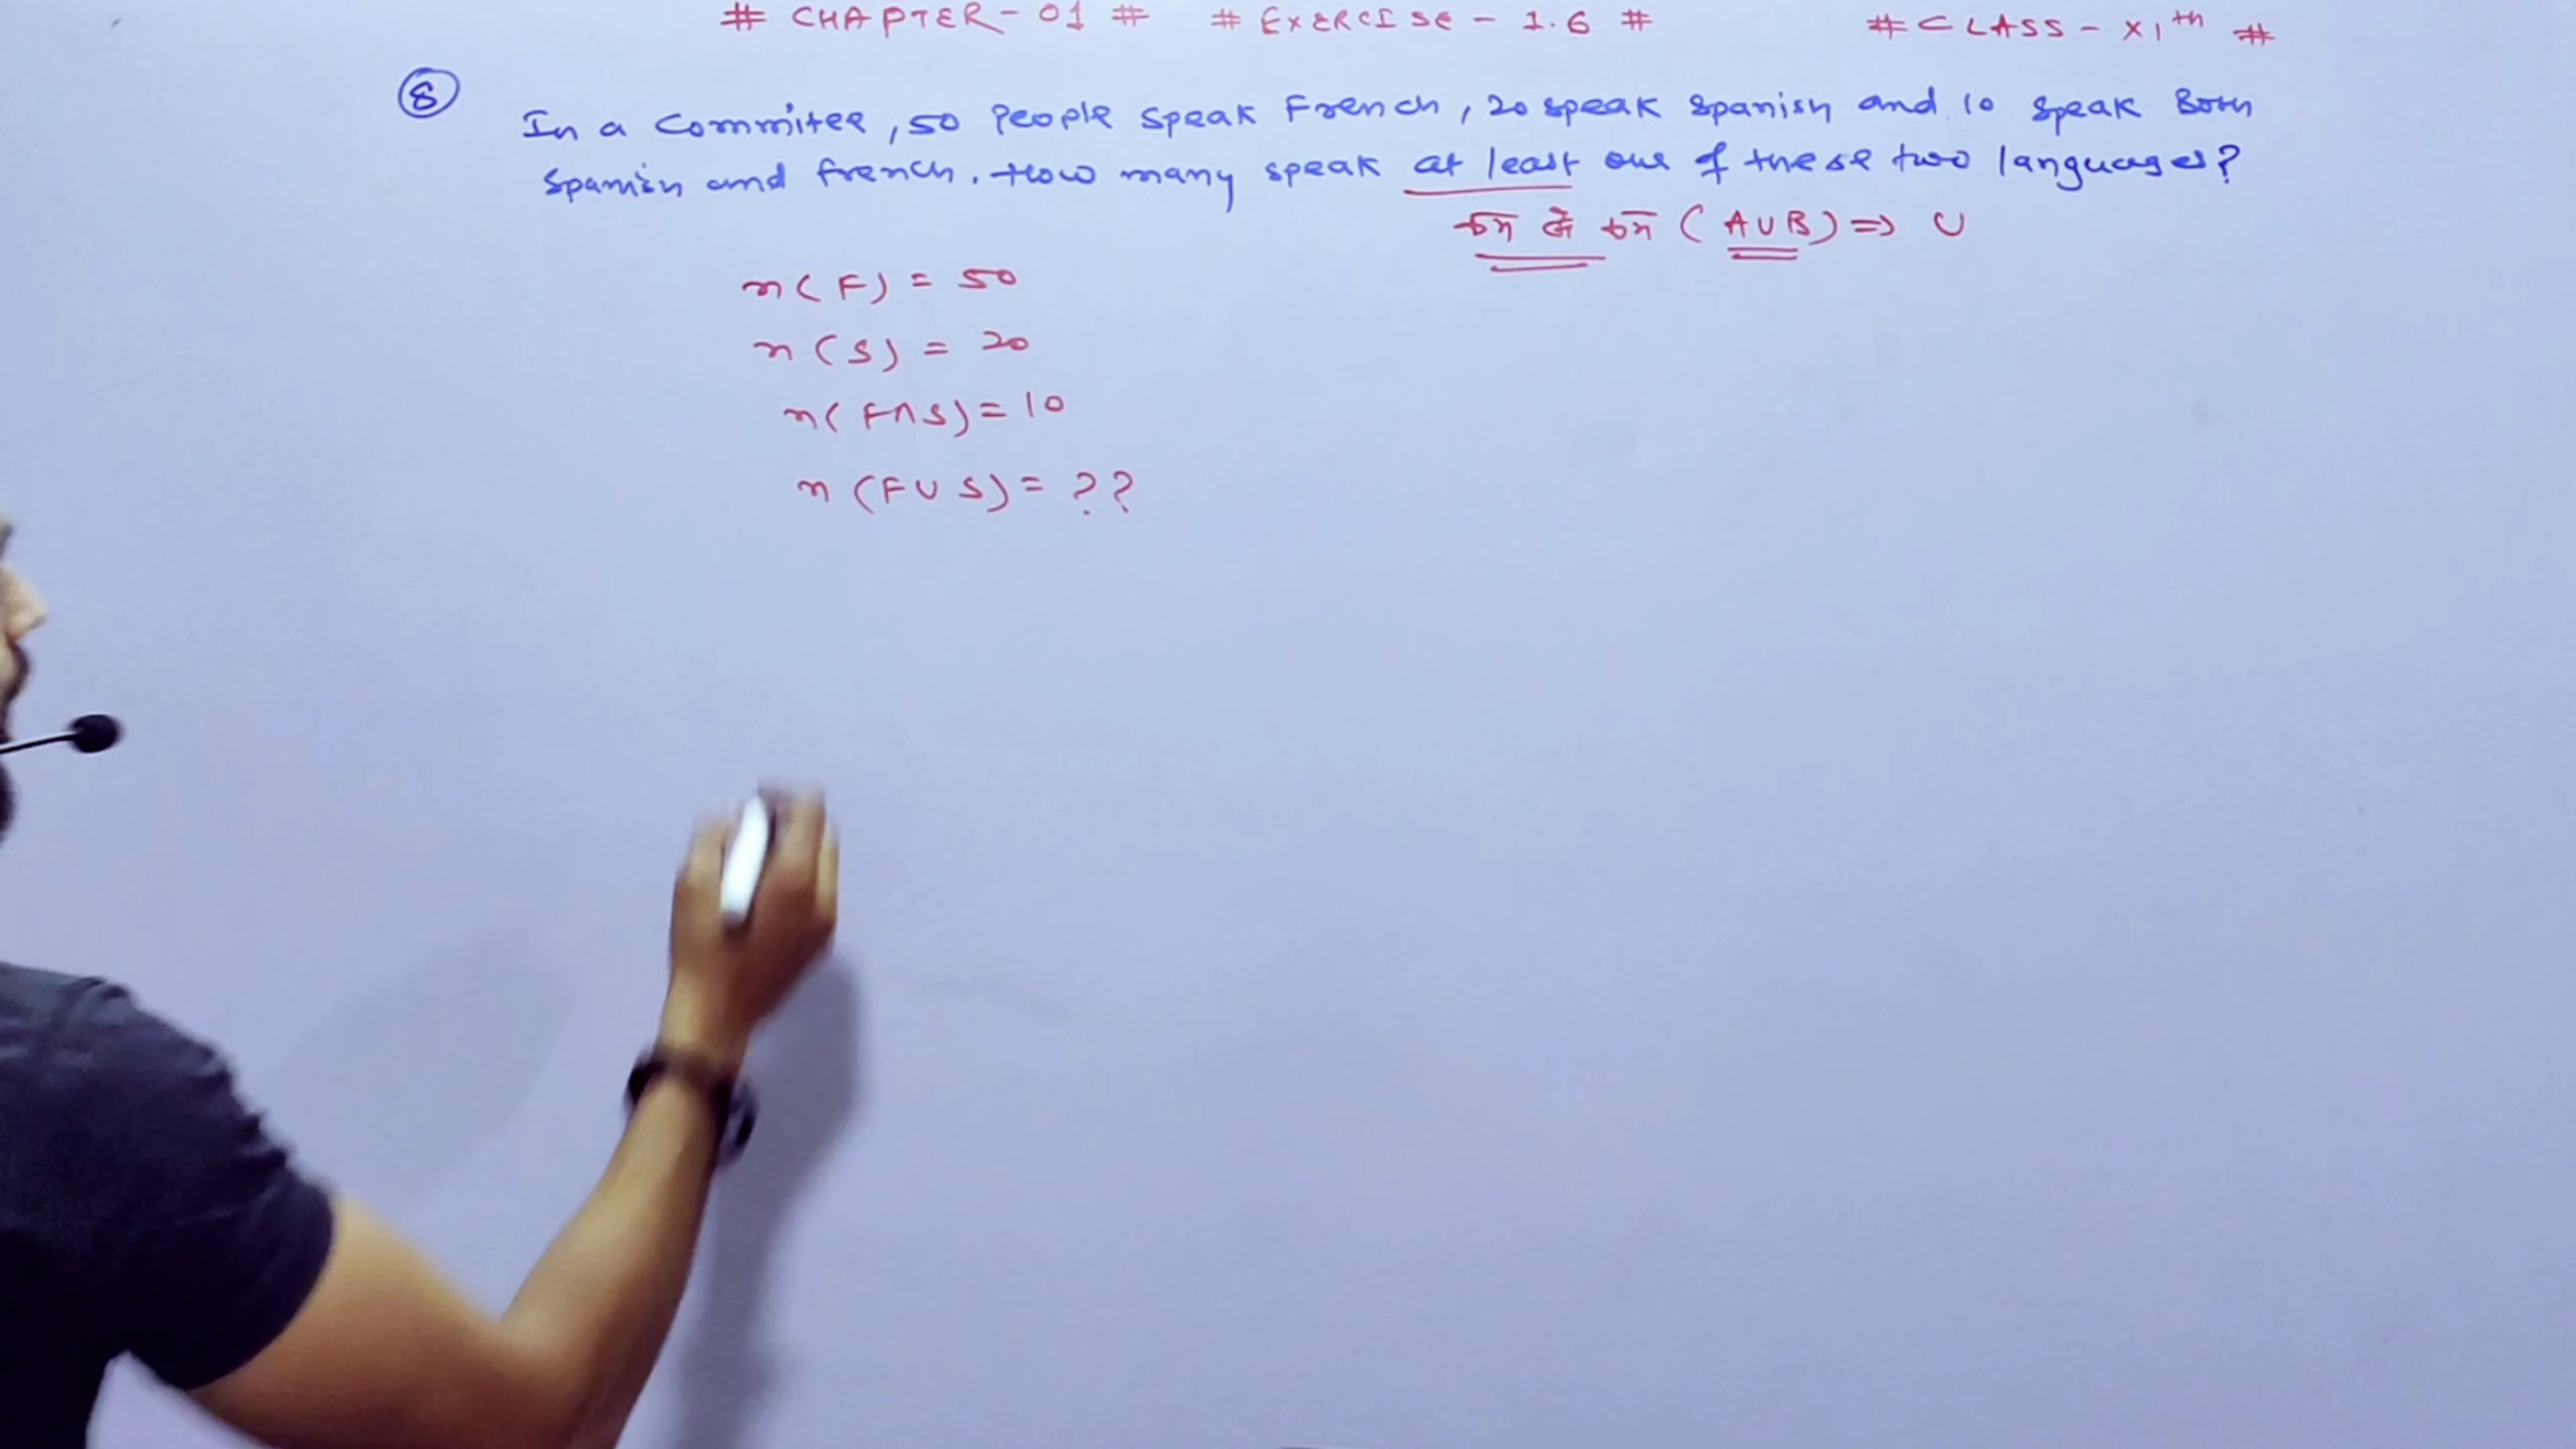 # CHAPTER - 01 # # EXERCISE - 1.6 # # CLASS - XIth #
⑧ In a Commitee, 50 People speak French, 20 speak Spanish and 10 speak Both
Spanish and french. How many speak at least one of these two languages?
कम से कम (A∪B) ⇒ ∪
n(F) = 50
n(S) = 20
n(F∩S) = 10
n(F∪S) = ??